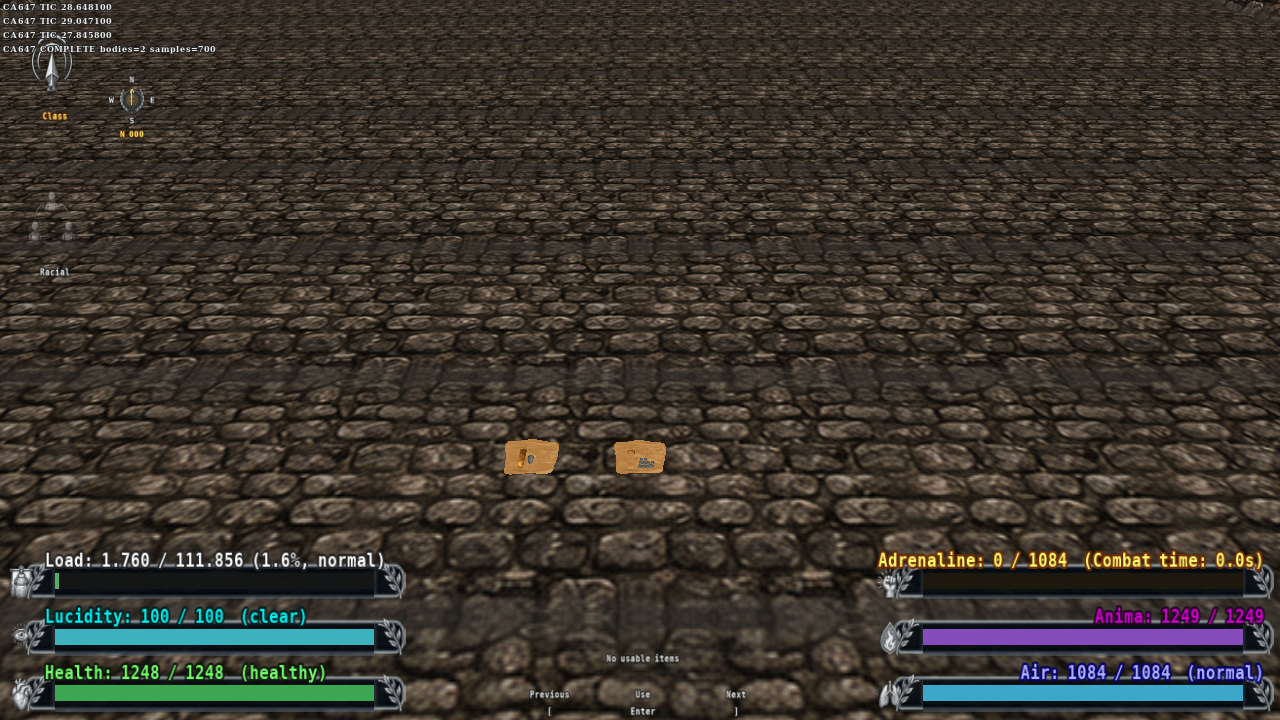 CA647 TIC 28.648100
CA647 TIC 29.047100
CA647 TIC 27.845800
CA647 COMPLETE bodies=2 samples=700
N
W E
S
Class
N 000
Racial
Load: 1.760 / 111.856 (1.6%, normal)
Lucidity: 100 / 100 (clear)
Health: 1248 / 1248 (healthy)
Adrenaline: 0 / 1084 (Combat time: 0.0s)
Anima: 1249 / 1249
Air: 1084 / 1084 (normal)
No usable items
Previous Use Next
[ Enter ]